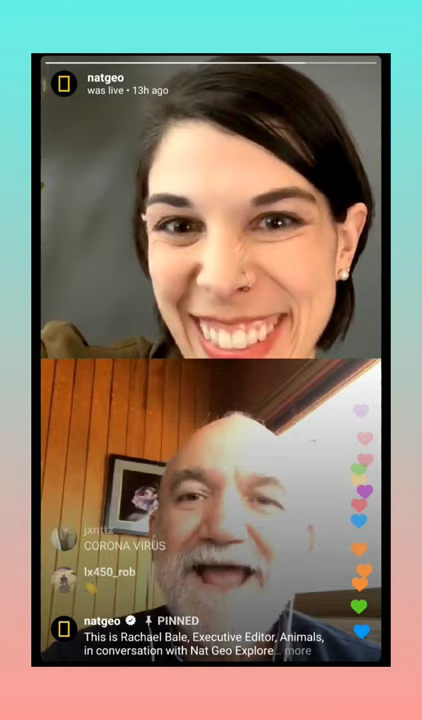 natgeo
was live • 13h ago
CORONA VIRUS
lx450_rob
natgeo PINNED
This is Rachael Bale, Executive Editor, Animals,
in conversation with Nat Geo Explore... more